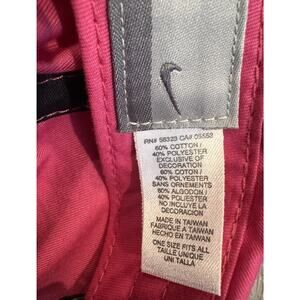 RN# 56323 CA# 05553
60% COTTON /
40% POLYESTER
EXCLUSIVE OF
DECORATION
60% COTON /
40% POLYESTER
SANS ORNEMENTS
60% ALGODON /
40% POLIESTER
NO INCLUYE LA
DECORACION
MADE IN TAIWAN
FABRIQUE A TAIWAN
HECHO EN TAIWAN
ONE SIZE FITS ALL
TAILLE UNIQUE
UNI TALLA